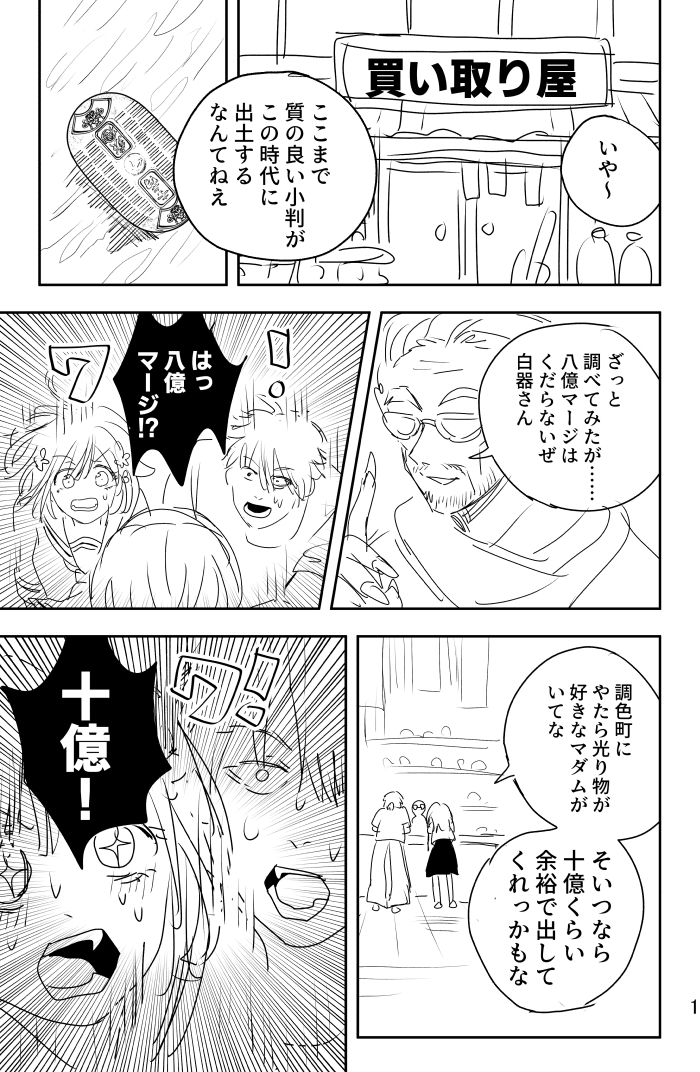 買い取り屋
いや〜
ここまで
質の良い小判が
この時代に
出土する
なんてねえ
ざっと
調べてみたが……
八億マージは
くだらないぜ
白器さん
！
はっ
八億
マージ!?
ワ
調色町に
やたら光り物が
好きなマダムが
いてな
そいつなら
十億くらい
余裕で出して
くれっかもな
ワ！
十億！
1